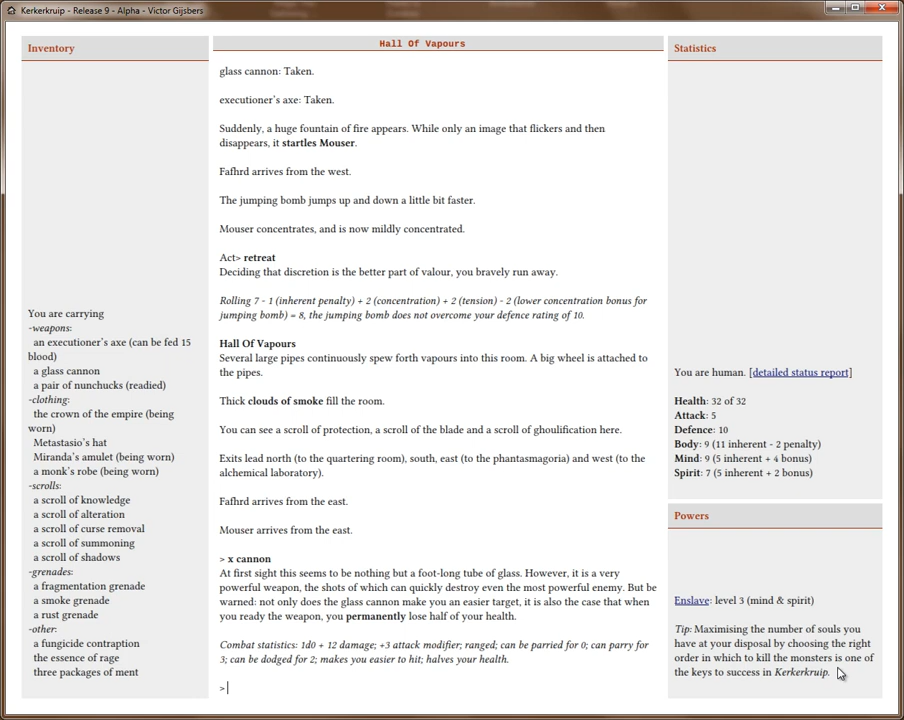 Kerkerkruip - Release 9 - Alpha - Victor Gijsbers
Inventory
You are carrying
-weapons:
an executioner's axe (can be fed 15
blood)
a glass cannon
a pair of nunchucks (readied)
-clothing:
the crown of the empire (being
worn)
Metastasio's hat
Miranda's amulet (being worn)
a monk's robe (being worn)
-scrolls:
a scroll of knowledge
a scroll of alteration
a scroll of curse removal
a scroll of summoning
a scroll of shadows
-grenades:
a fragmentation grenade
a smoke grenade
a rust grenade
-other:
a fungicide contraption
the essence of rage
three packages of ment
Hall Of Vapours
glass cannon: Taken.
executioner's axe: Taken.
Suddenly, a huge fountain of fire appears. While only an image that flickers and then
disappears, it startles Mouser.
Fafhrd arrives from the west.
The jumping bomb jumps up and down a little bit faster.
Mouser concentrates, and is now mildly concentrated.
Act> retreat
Deciding that discretion is the better part of valour, you bravely run away.
Rolling 7 - 1 (inherent penalty) + 2 (concentration) + 2 (tension) - 2 (lower concentration bonus for
jumping bomb) = 8, the jumping bomb does not overcome your defence rating of 10.
Hall Of Vapours
Several large pipes continuously spew forth vapours into this room. A big wheel is attached to
the pipes.
Thick clouds of smoke fill the room.
You can see a scroll of protection, a scroll of the blade and a scroll of ghoulification here.
Exits lead north (to the quartering room), south, east (to the phantasmagoria) and west (to the
alchemical laboratory).
Fafhrd arrives from the east.
Mouser arrives from the east.
> x cannon
At first sight this seems to be nothing but a foot-long tube of glass. However, it is a very
powerful weapon, the shots of which can quickly destroy even the most powerful enemy. But be
warned: not only does the glass cannon make you an easier target, it is also the case that when
you ready the weapon, you permanently lose half of your health.
Combat statistics: 1d0 + 12 damage; +3 attack modifier; ranged; can be parried for 0; can parry for
3; can be dodged for 2; makes you easier to hit; halves your health.
>
Statistics
You are human. [detailed status report]
Health: 32 of 32
Attack: 5
Defence: 10
Body: 9 (11 inherent - 2 penalty)
Mind: 9 (5 inherent + 4 bonus)
Spirit: 7 (5 inherent + 2 bonus)
Powers
Enslave: level 3 (mind & spirit)
Tip: Maximising the number of souls you
have at your disposal by choosing the right
order in which to kill the monsters is one of
the keys to success in Kerkerkruip.